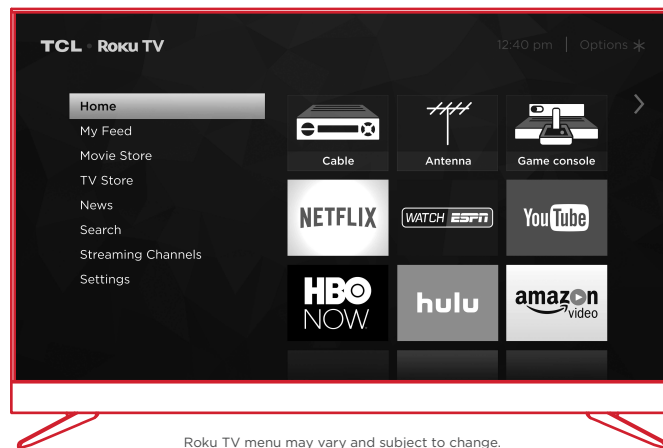 TCL • Roku TV
12:40 pm | Options *
Home
My Feed
Movie Store
TV Store
News
Search
Streaming Channels
Settings
Cable
Antenna
Game console
NETFLIX
WATCH ESPN
YouTube
HBO
NOW
hulu
amazon
video
Roku TV menu may vary and subject to change.